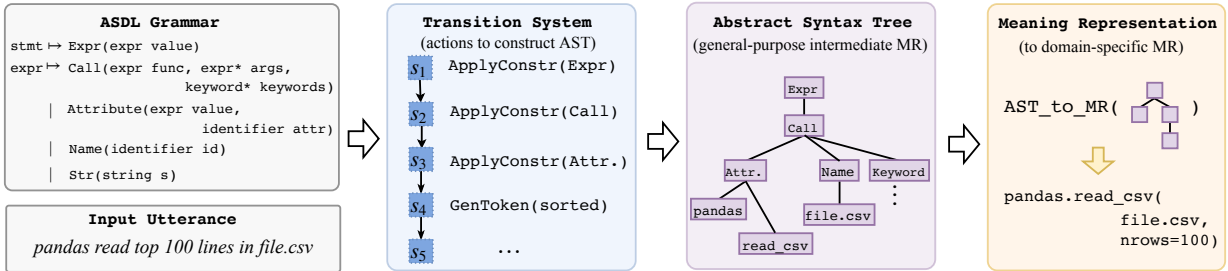 ASDL Grammar
stmt ↦ Expr(expr value)
expr ↦ Call(expr func, expr* args,
keyword* keywords)
| Attribute(expr value,
identifier attr)
| Name(identifier id)
| Str(string s)
Input Utterance
pandas read top 100 lines in file.csv
Transition System
(actions to construct AST)
s1 ApplyConstr(Expr)
s2 ApplyConstr(Call)
s3 ApplyConstr(Attr.)
s4 GenToken(sorted)
s5 ...
Abstract Syntax Tree
(general-purpose intermediate MR)
Expr
Call
Attr. Name Keyword
pandas file.csv
read_csv
Meaning Representation
(to domain-specific MR)
AST_to_MR( )
pandas.read_csv(
file.csv,
nrows=100)